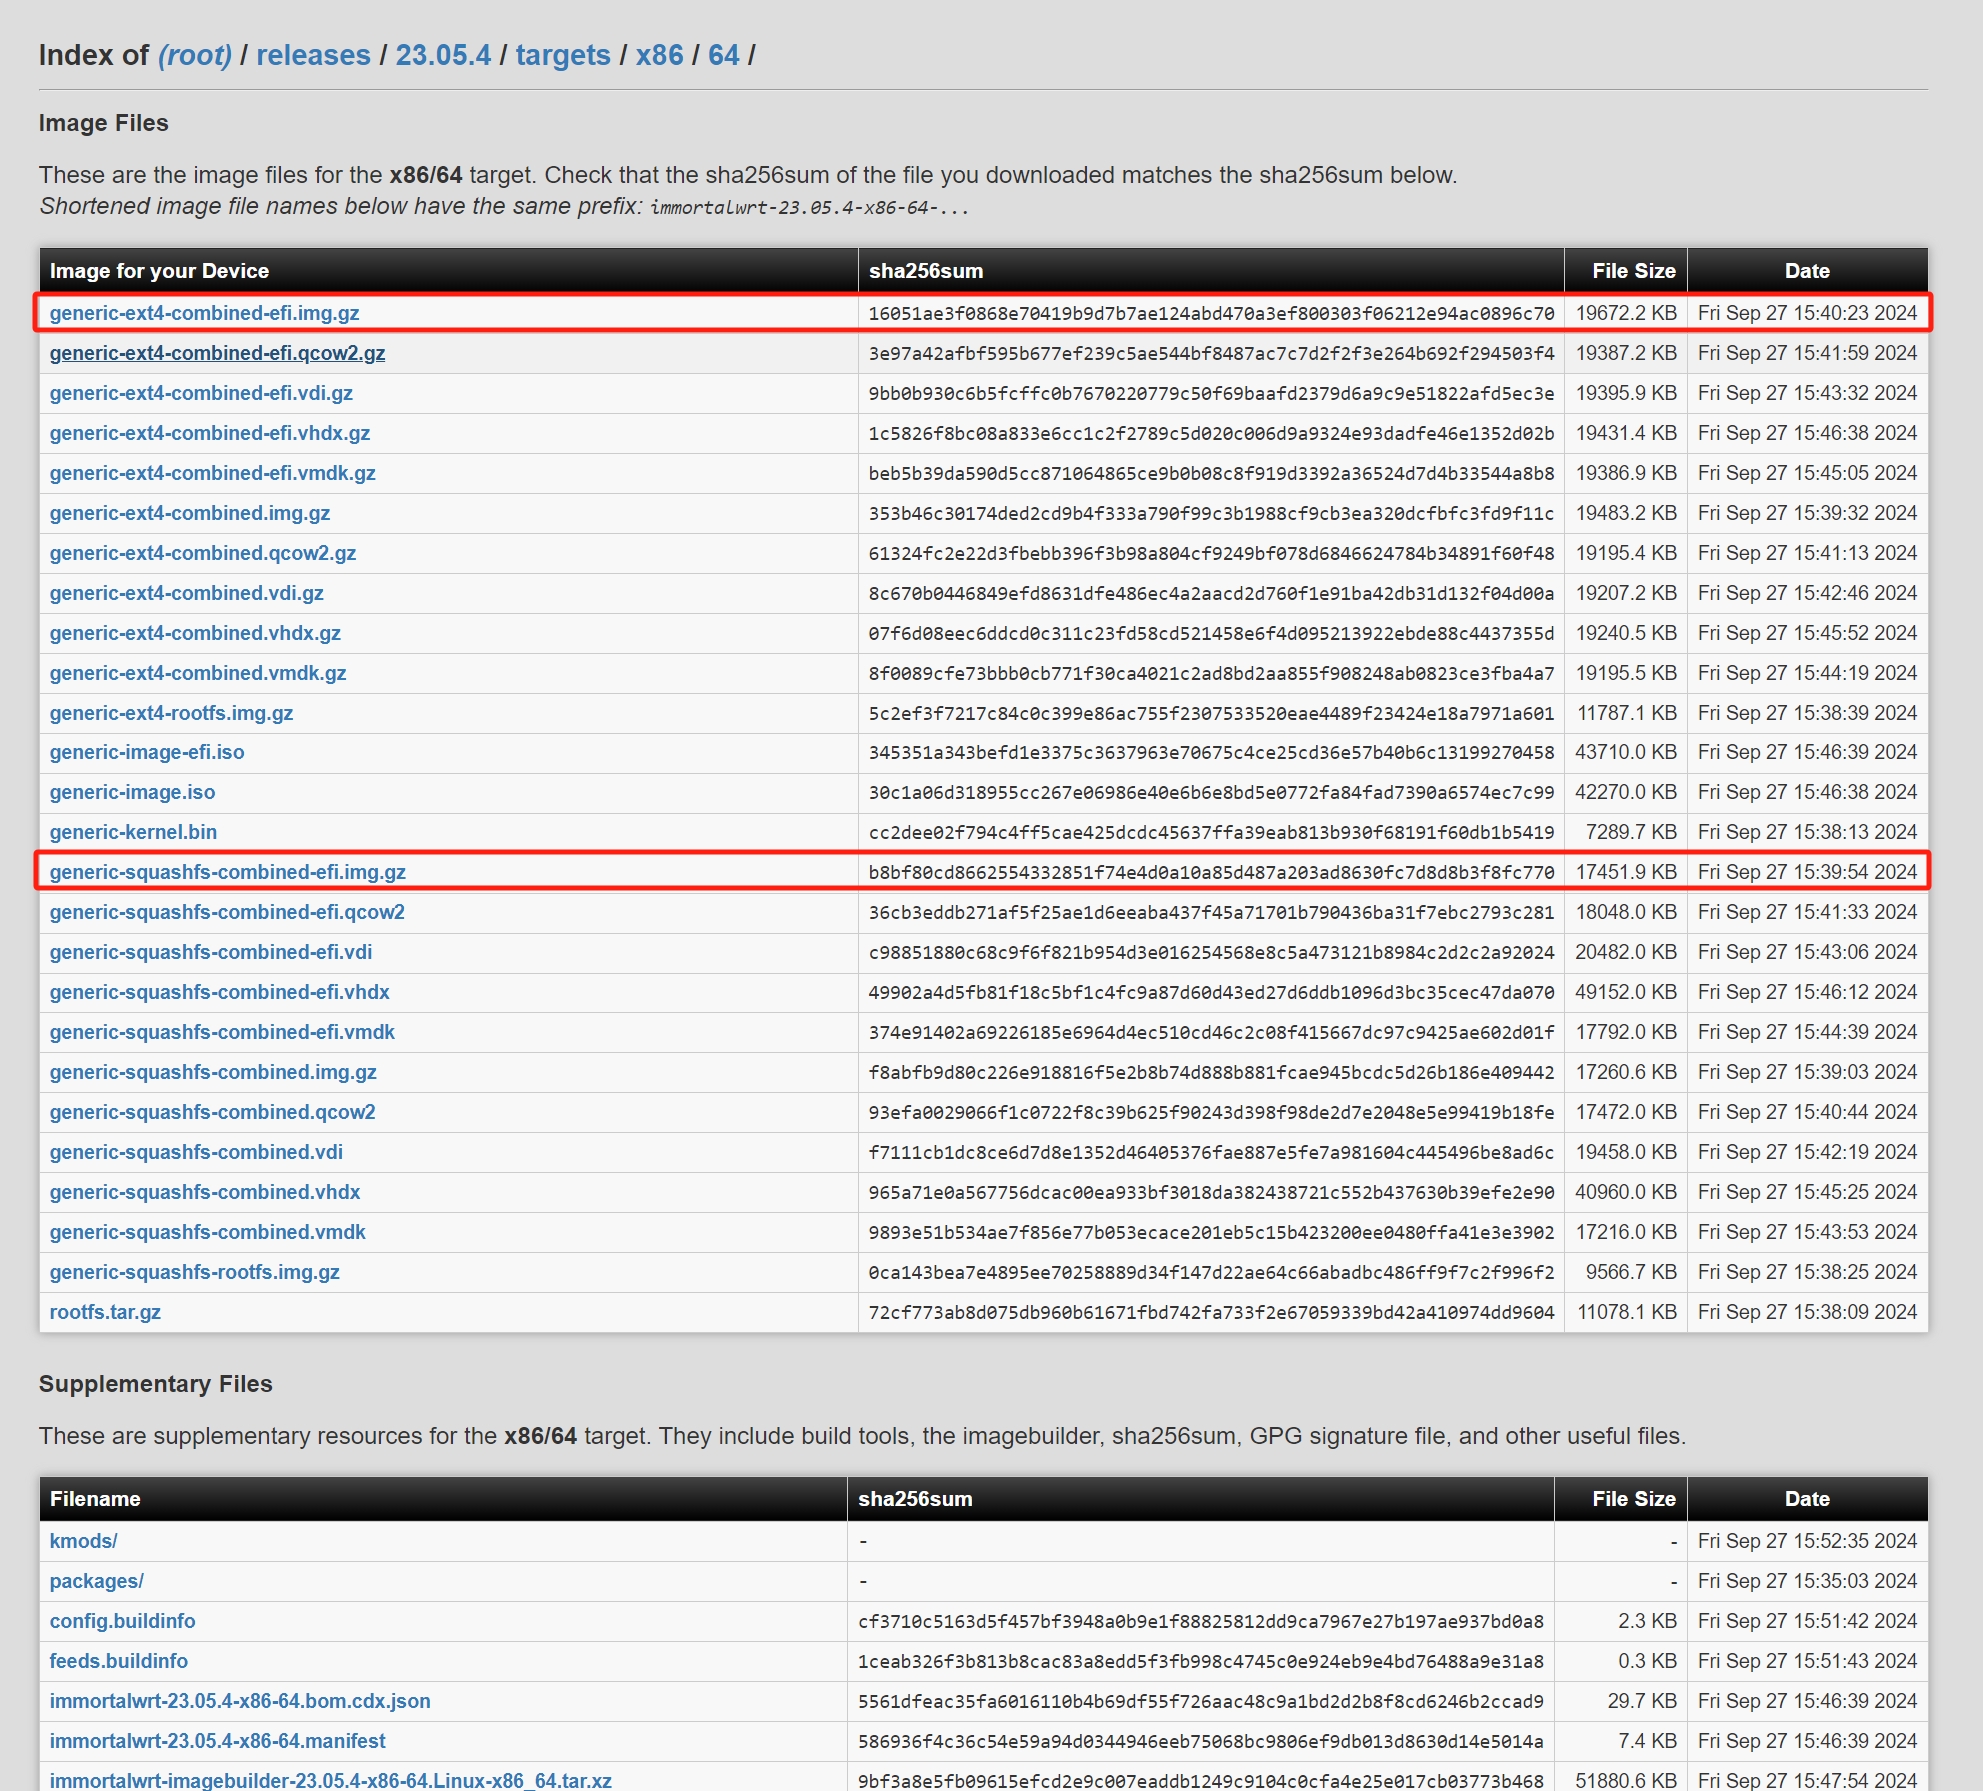 Index of (root) / releases / 23.05.4 / targets / x86 / 64 /
Image Files
These are the image files for the x86/64 target. Check that the sha256sum of the file you downloaded matches the sha256sum below.
Shortened image file names below have the same prefix: immortalwrt-23.05.4-x86-64-...
Image for your Device sha256sum File Size Date
generic-ext4-combined-efi.img.gz 16051ae3f0868e70419b9d7b7ae124abd470a3ef800303f06212e94ac0896c70 19672.2 KB Fri Sep 27 15:40:23 2024
generic-ext4-combined-efi.qcow2.gz 3e97a42afbf595b677ef239c5ae544bf8487ac7c7d2f2f3e264b692f294503f4 19387.2 KB Fri Sep 27 15:41:59 2024
generic-ext4-combined-efi.vdi.gz 9bb0b930c6b5fcffc0b7670220779c50f69baafd2379d6a9c9e51822afd5ec3e 19395.9 KB Fri Sep 27 15:43:32 2024
generic-ext4-combined-efi.vhdx.gz 1c5826f8bc08a833e6cc1c2f2789c5d020c006d9a9324e93dadfe46e1352d02b 19431.4 KB Fri Sep 27 15:46:38 2024
generic-ext4-combined-efi.vmdk.gz beb5b39da590d5cc871064865ce9b0b08c8f919d3392a36524d7d4b33544a8b8 19386.9 KB Fri Sep 27 15:45:05 2024
generic-ext4-combined.img.gz 353b46c30174ded2cd9b4f333a790f99c3b1988cf9cb3ea320dcfbfc3fd9f11c 19483.2 KB Fri Sep 27 15:39:32 2024
generic-ext4-combined.qcow2.gz 61324fc2e22d3fbebb396f3b98a804cf9249bf078d6846624784b34891f60f48 19195.4 KB Fri Sep 27 15:41:13 2024
generic-ext4-combined.vdi.gz 8c670b0446849efd8631dfe486ec4a2aacd2d760f1e91ba42db31d132f04d00a 19207.2 KB Fri Sep 27 15:42:46 2024
generic-ext4-combined.vhdx.gz 07f6d08eec6ddcd0c311c23fd58cd521458e6f4d095213922ebde88c4437355d 19240.5 KB Fri Sep 27 15:45:52 2024
generic-ext4-combined.vmdk.gz 8f0089cfe73bbb0cb771f30ca4021c2ad8bd2aa855f908248ab0823ce3fba4a7 19195.5 KB Fri Sep 27 15:44:19 2024
generic-ext4-rootfs.img.gz 5c2ef3f7217c84c0c399e86ac755f2307533520eae4489f23424e18a7971a601 11787.1 KB Fri Sep 27 15:38:39 2024
generic-image-efi.iso 345351a343befd1e3375c3637963e70675c4ce25cd36e57b40b6c13199270458 43710.0 KB Fri Sep 27 15:46:39 2024
generic-image.iso 30c1a06d318955cc267e06986e40e6b6e8bd5e0772fa84fad7390a6574ec7c99 42270.0 KB Fri Sep 27 15:46:38 2024
generic-kernel.bin cc2dee02f794c4ff5cae425dcdc45637ffa39eab813b930f68191f60db1b5419 7289.7 KB Fri Sep 27 15:38:13 2024
generic-squashfs-combined-efi.img.gz b8bf80cd8662554332851f74e4d0a10a85d487a203ad8630fc7d8d8b3f8fc770 17451.9 KB Fri Sep 27 15:39:54 2024
generic-squashfs-combined-efi.qcow2 36cb3eddb271af5f25ae1d6eeaba437f45a71701b790436ba31f7ebc2793c281 18048.0 KB Fri Sep 27 15:41:33 2024
generic-squashfs-combined-efi.vdi c98851880c68c9f6f821b954d3e016254568e8c5a473121b8984c2d2c2a92024 20482.0 KB Fri Sep 27 15:43:06 2024
generic-squashfs-combined-efi.vhdx 49902a4d5fb81f18c5bf1c4fc9a87d60d43ed27d6ddb1096d3bc35cec47da070 49152.0 KB Fri Sep 27 15:46:12 2024
generic-squashfs-combined-efi.vmdk 374e91402a69226185e6964d4ec510cd46c2c08f415667dc97c9425ae602d01f 17792.0 KB Fri Sep 27 15:44:39 2024
generic-squashfs-combined.img.gz f8abfb9d80c226e918816f5e2b8b74d888b881fcae945bcdc5d26b186e409442 17260.6 KB Fri Sep 27 15:39:03 2024
generic-squashfs-combined.qcow2 93efa0029066f1c0722f8c39b625f90243d398f98de2d7e2048e5e99419b18fe 17472.0 KB Fri Sep 27 15:40:44 2024
generic-squashfs-combined.vdi f7111cb1dc8ce6d7d8e1352d46405376fae887e5fe7a981604c445496be8ad6c 19458.0 KB Fri Sep 27 15:42:19 2024
generic-squashfs-combined.vhdx 965a71e0a567756dcac00ea933bf3018da382438721c552b437630b39efe2e90 40960.0 KB Fri Sep 27 15:45:25 2024
generic-squashfs-combined.vmdk 9893e51b534ae7f856e77b053ecace201eb5c15b423200ee0480ffa41e3e3902 17216.0 KB Fri Sep 27 15:43:53 2024
generic-squashfs-rootfs.img.gz 0ca143bea7e4895ee70258889d34f147d22ae64c66abadbc486ff9f7c2f996f2 9566.7 KB Fri Sep 27 15:38:25 2024
rootfs.tar.gz 72cf773ab8d075db960b61671fbd742fa733f2e67059339bd42a410974dd9604 11078.1 KB Fri Sep 27 15:38:09 2024
Supplementary Files
These are supplementary resources for the x86/64 target. They include build tools, the imagebuilder, sha256sum, GPG signature file, and other useful files.
Filename sha256sum File Size Date
kmods/ - - Fri Sep 27 15:52:35 2024
packages/ - - Fri Sep 27 15:35:03 2024
config.buildinfo cf3710c5163d5f457bf3948a0b9e1f88825812dd9ca7967e27b197ae937bd0a8 2.3 KB Fri Sep 27 15:51:42 2024
feeds.buildinfo 1ceab326f3b813b8cac83a8edd5f3fb998c4745c0e924eb9e4bd76488a9e31a8 0.3 KB Fri Sep 27 15:51:43 2024
immortalwrt-23.05.4-x86-64.bom.cdx.json 5561dfeac35fa6016110b4b69df55f726aac48c9a1bd2d2b8f8cd6246b2ccad9 29.7 KB Fri Sep 27 15:46:39 2024
immortalwrt-23.05.4-x86-64.manifest 586936f4c36c54e59a94d0344946eeb75068bc9806ef9db013d8630d14e5014a 7.4 KB Fri Sep 27 15:46:39 2024
immortalwrt-imagebuilder-23.05.4-x86-64.Linux-x86_64.tar.xz 9bf3a8e5fb09615efcd2e9c007eaddb1249c9104c0cfa4e25e017cb03773b468 51880.6 KB Fri Sep 27 15:47:54 2024